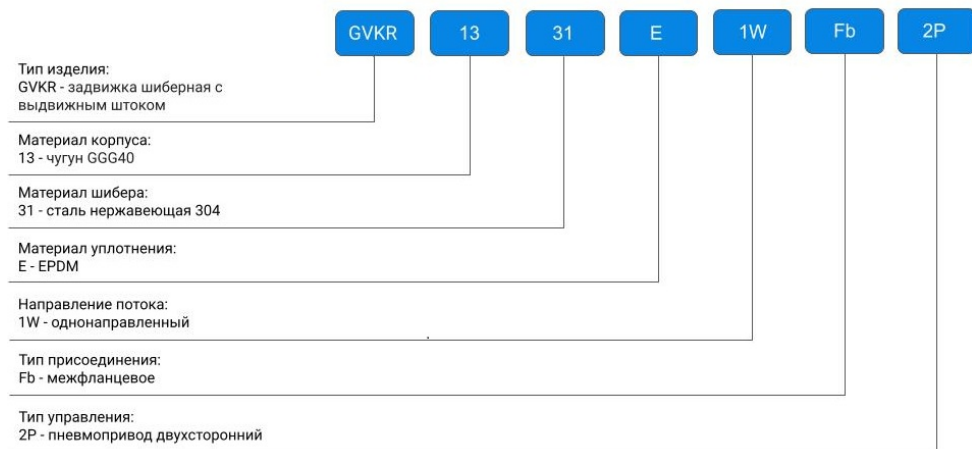 GVKR 13 31 E 1W Fb 2P
Тип изделия:
GVKR - задвижка шиберная с
выдвижным штоком
Материал корпуса:
13 - чугун GGG40
Материал шибера:
31 - сталь нержавеющая 304
Материал уплотнения:
E - EPDM
Направление потока:
1W - однонаправленный
Тип присоединения:
Fb - межфланцевое
Тип управления:
2P - пневмопривод двухсторонний